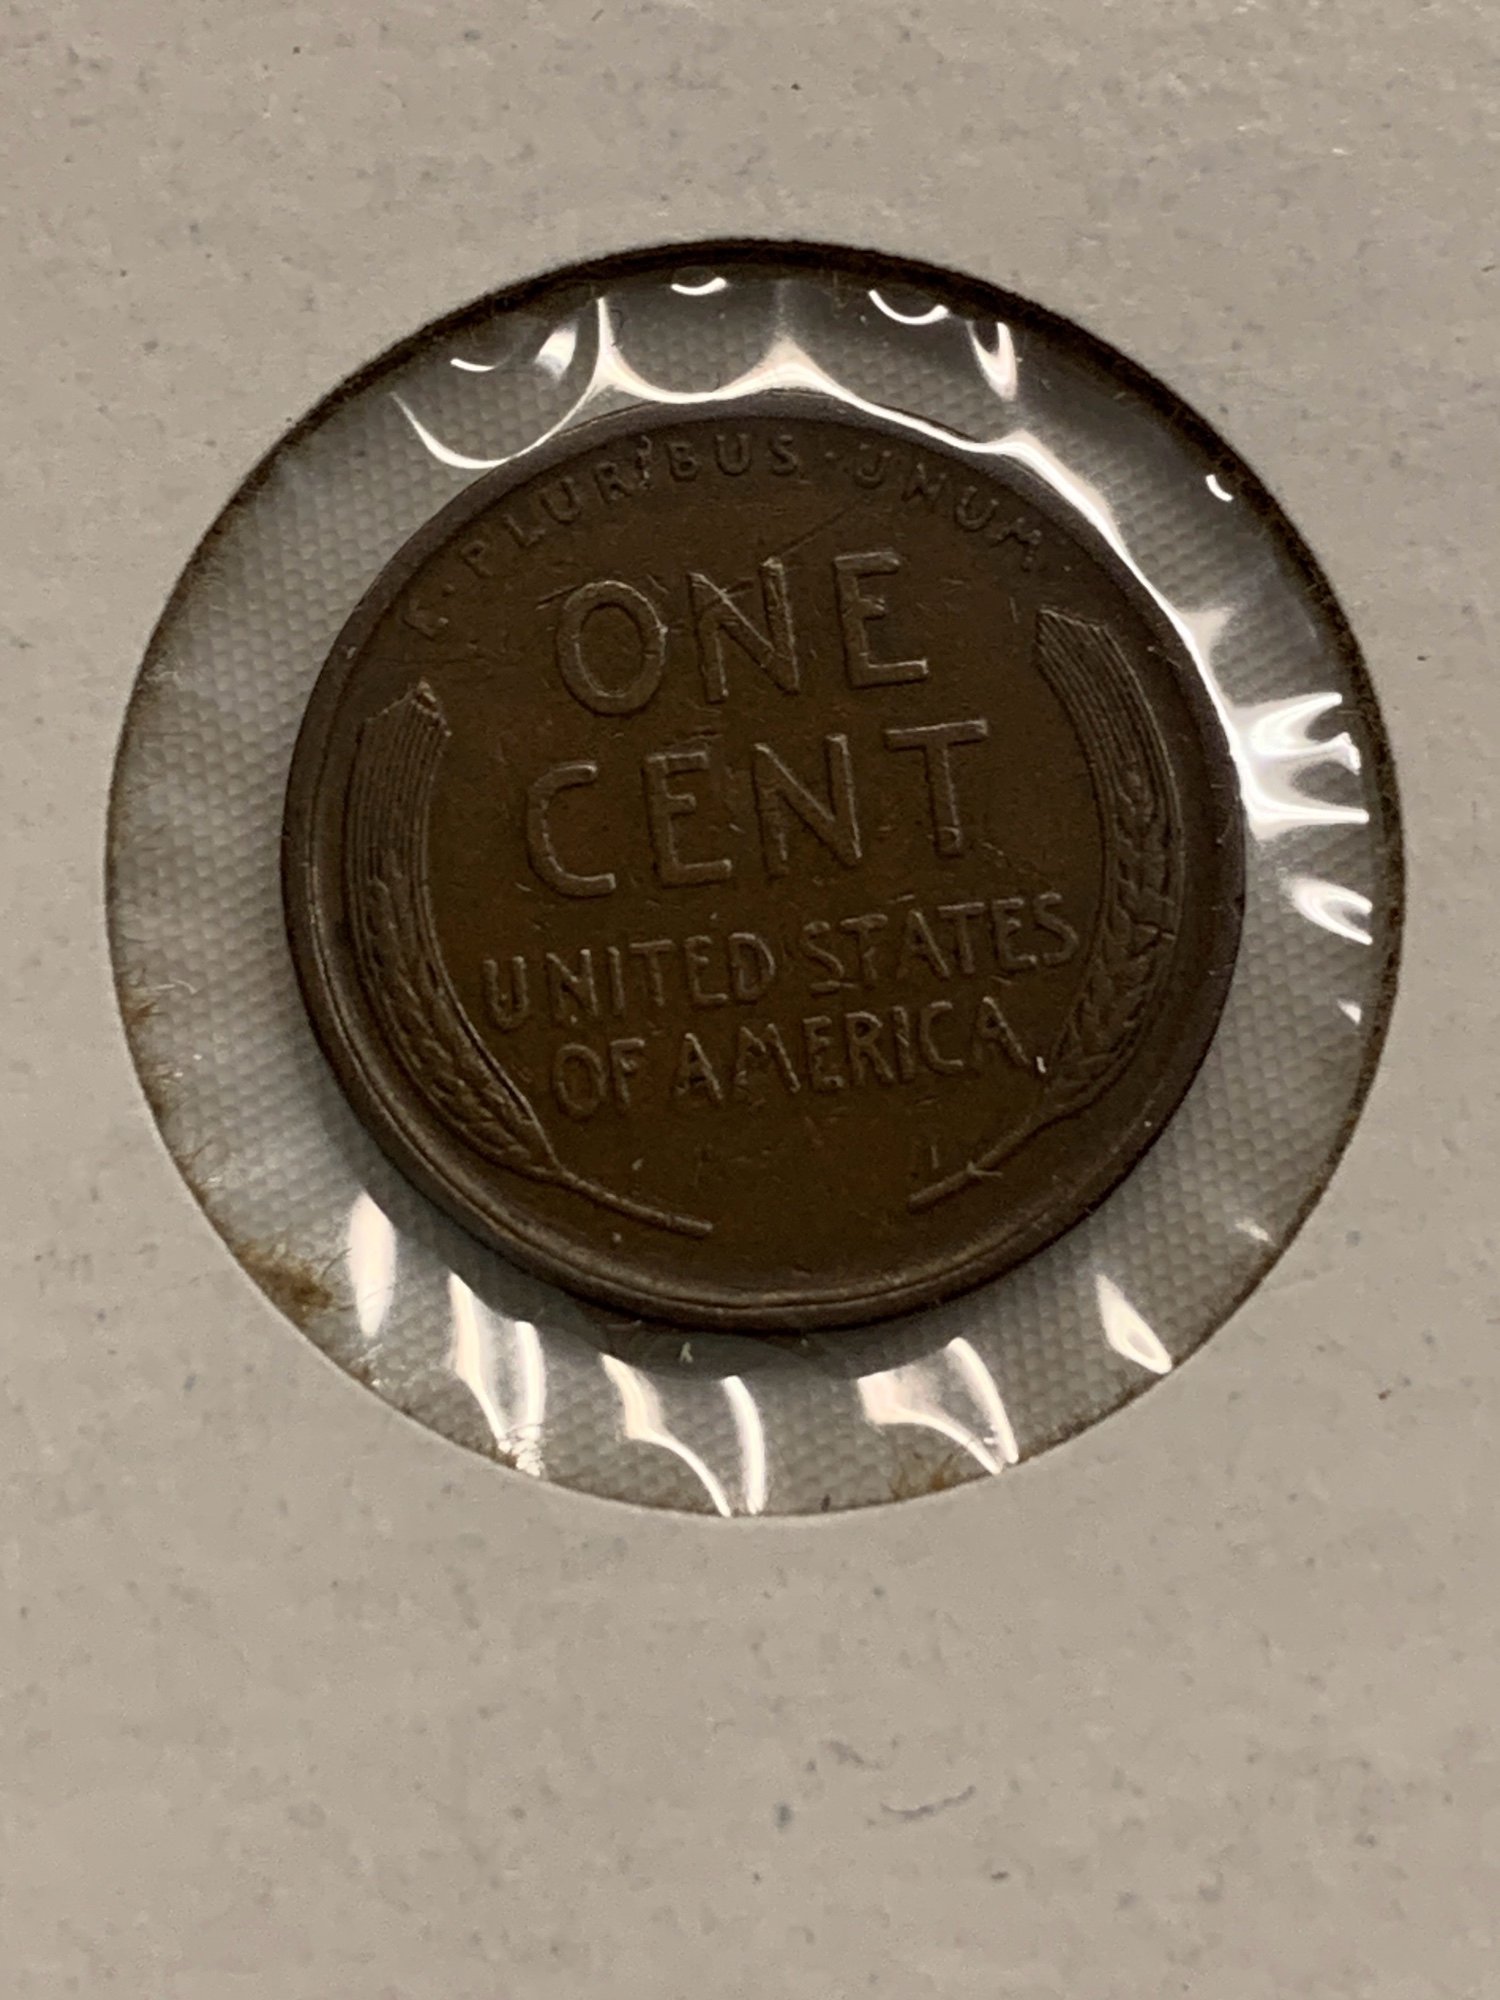 E · PLURIBUS · UNUM
ONE
CENT
UNITED STATES
OF AMERICA